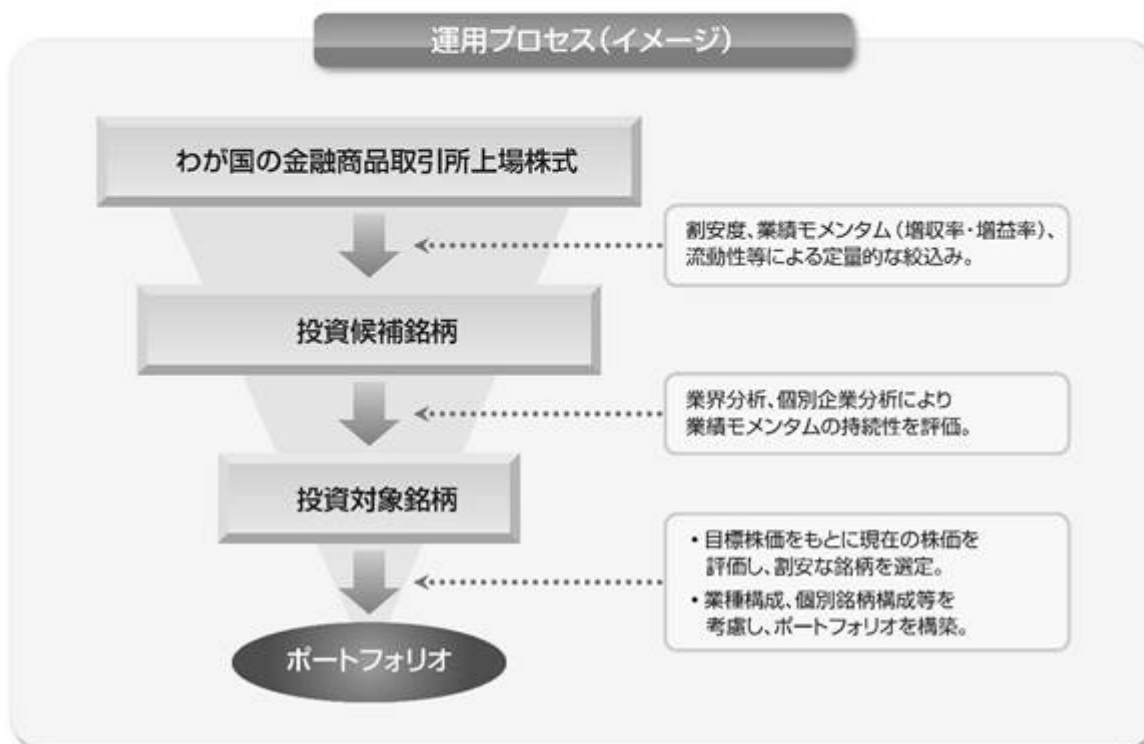 運用プロセス(イメージ)
わが国の金融商品取引所上場株式
割安度、業績モメンタム(増収率・増益率)、
流動性等による定量的な絞込み。
投資候補銘柄
業界分析、個別企業分析により
業績モメンタムの持続性を評価。
投資対象銘柄
・目標株価をもとに現在の株価を
評価し、割安な銘柄を選定。
・業種構成、個別銘柄構成等を
考慮し、ポートフォリオを構築。
ポートフォリオ